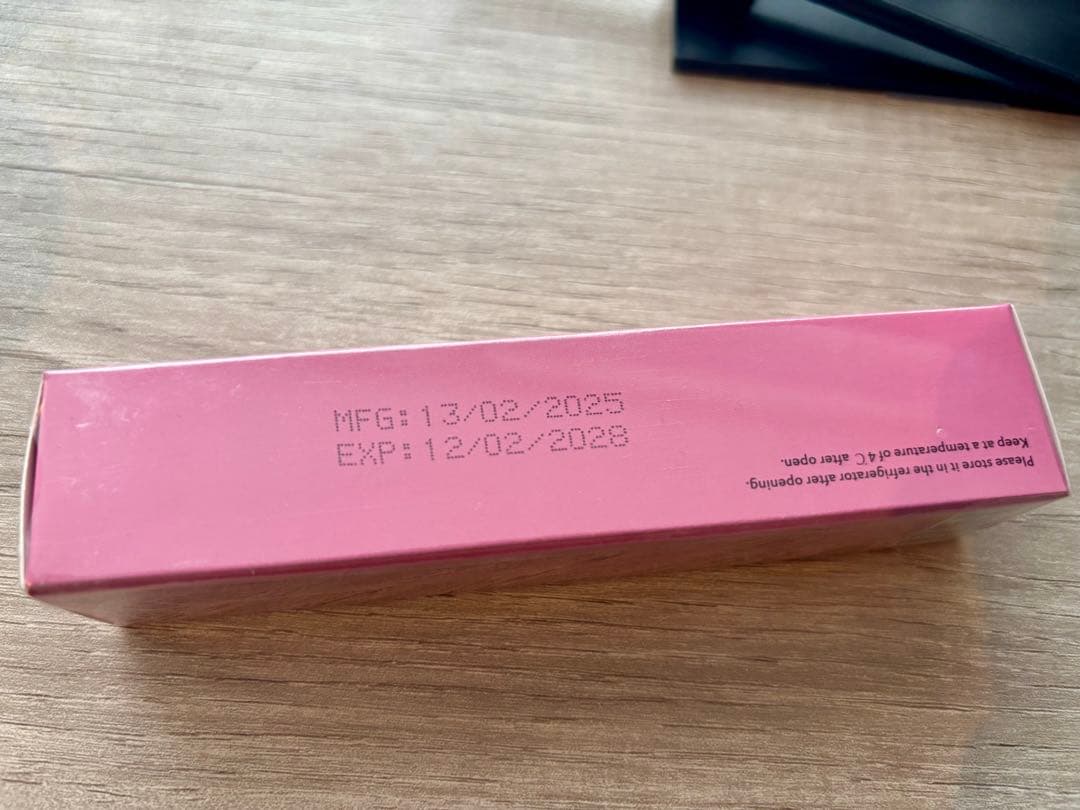 MFG:13/02/2025
EXP:12/02/2028
Please store it in the refrigerator after opening.
Keep at a temperature of 4℃ after open.